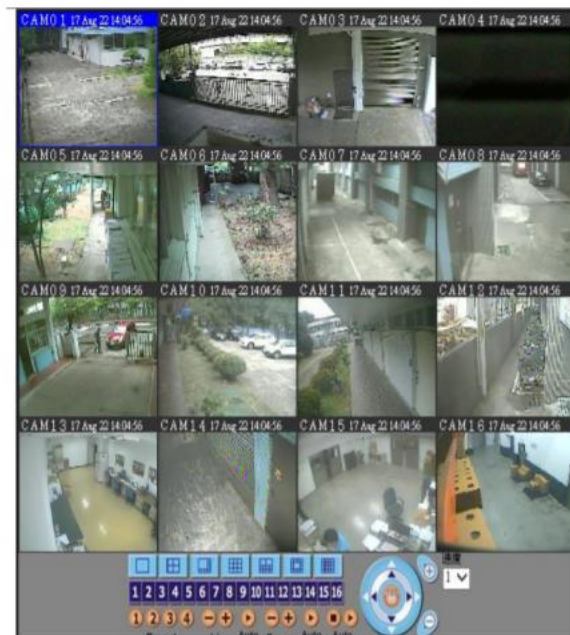 CAM01 17 Aug 22 14:04:56 CAM02 17 Aug 22 14:04:56 CAM03 17 Aug 22 14:04:56 CAM04 17 Aug 22 14:04:56
CAM05 17 Aug 22 14:04:56 CAM06 17 Aug 22 14:04:56 CAM07 17 Aug 22 14:04:56 CAM08 17 Aug 22 14:04:56
CAM09 17 Aug 22 14:04:56 CAM10 17 Aug 22 14:04:56 CAM11 17 Aug 22 14:04:56 CAM12 17 Aug 22 14:04:56
CAM13 17 Aug 22 14:04:56 CAM14 17 Aug 22 14:04:56 CAM15 17 Aug 22 14:04:56 CAM16 17 Aug 22 14:04:56
速度
1 2 3 4 5 6 7 8 9 10 11 12 13 14 15 16
1
1 2 3 4